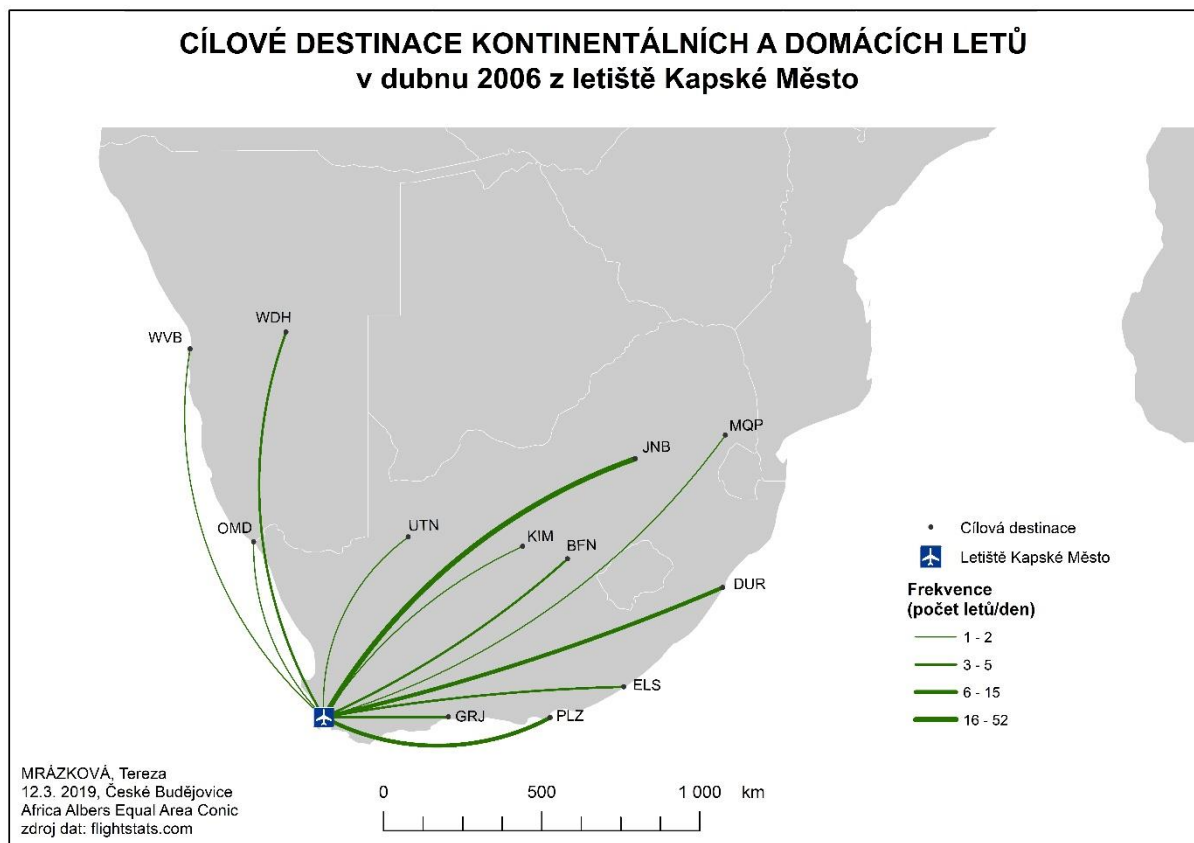 CÍLOVÉ DESTINACE KONTINENTÁLNÍCH A DOMÁCÍCH LETŮ
v dubnu 2006 z letiště Kapské Město
WDH
WVB
MQP
JNB
OMD
UTN
KIM
BFN
DUR
ELS
GRJ
PLZ
Cílová destinace
Letiště Kapské Město
Frekvence
(počet letů/den)
1 - 2
3 - 5
6 - 15
16 - 52
MRÁZKOVÁ, Tereza
12.3. 2019, České Budějovice
Africa Albers Equal Area Conic
zdroj dat: flightstats.com
0 500 1 000 km